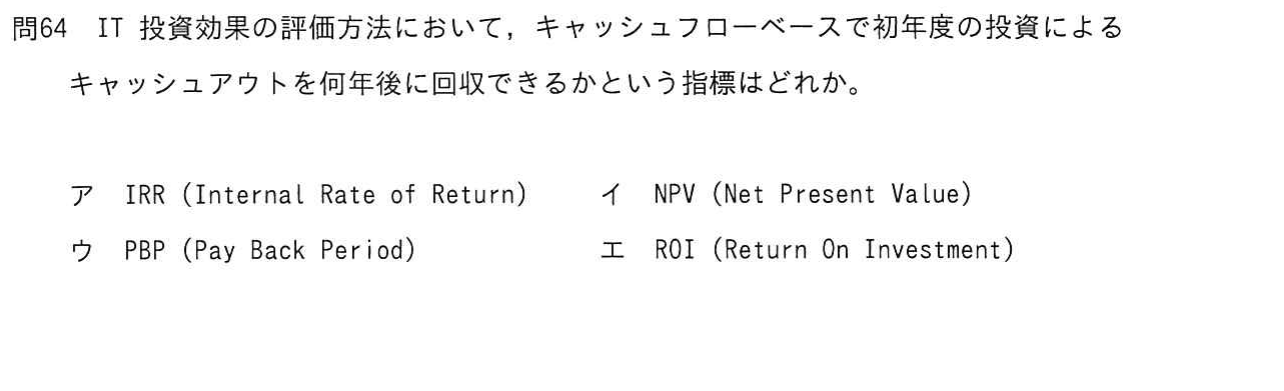 問64 IT 投資効果の評価方法において，キャッシュフローベースで初年度の投資による
キャッシュアウトを何年後に回収できるかという指標はどれか。
ア IRR (Internal Rate of Return) イ NPV (Net Present Value)
ウ PBP (Pay Back Period) エ ROI (Return On Investment)